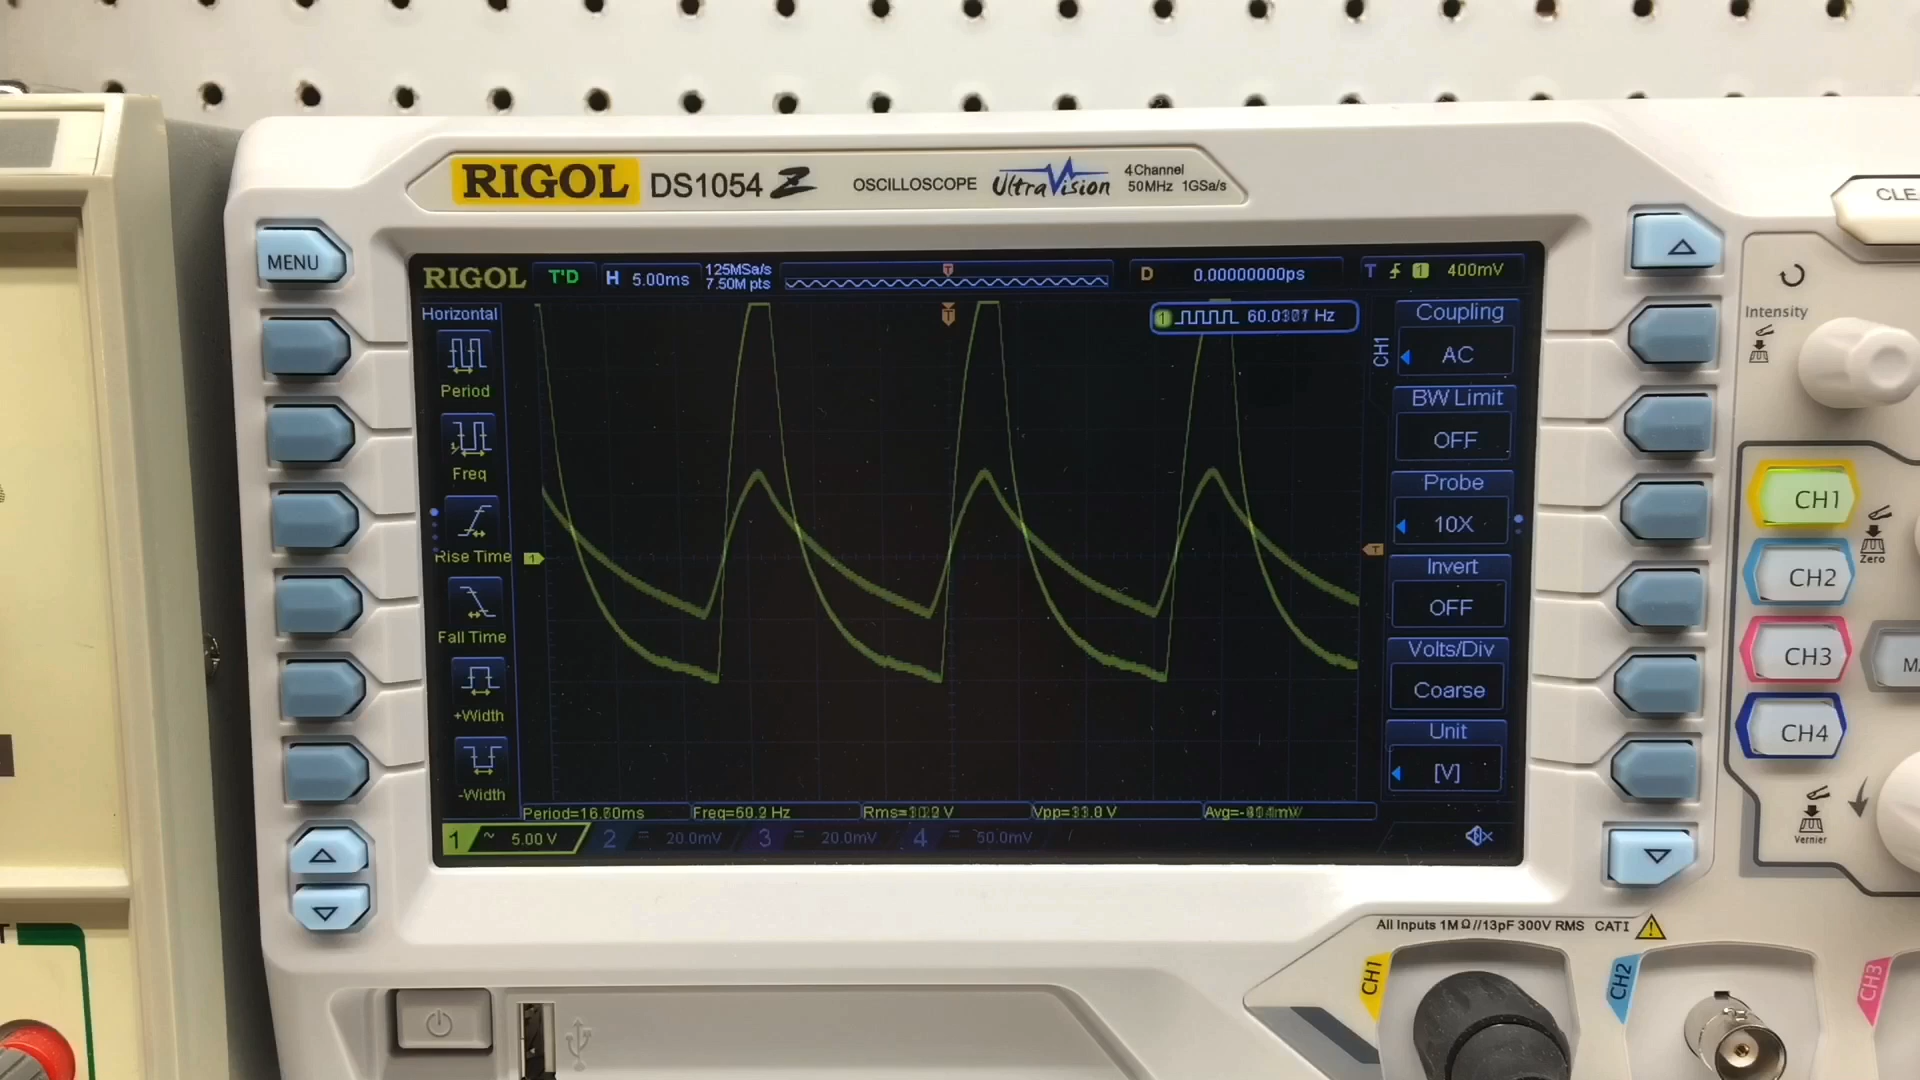 RIGOL DS1054 Z OSCILLOSCOPE UltraVision 4 Channel
50MHz 1GSa/s
CLE
MENU
RIGOL T'D H 5.00ms 125MSa/s
7.50M pts
D 0.00000000ps T 1 400mV
Horizontal
Period
Freq
Rise Time
Fall Time
+Width
-Width
T
1 Hz
1
T
CH1
Coupling
AC
BW Limit
OFF
Probe
10X
Invert
OFF
Volts/Div
Coarse
Unit
[V]
Freq=60.2 Hz
1 ~ 5.00 V 2 = 20.0mV 3 = 20.0mV 4 = 50.0mV
Intensity
CH1
Zero
CH2
CH3
CH4
Vernier
All Inputs 1MΩ//13pF 300V RMS CATI
CH1
CH2
CH3